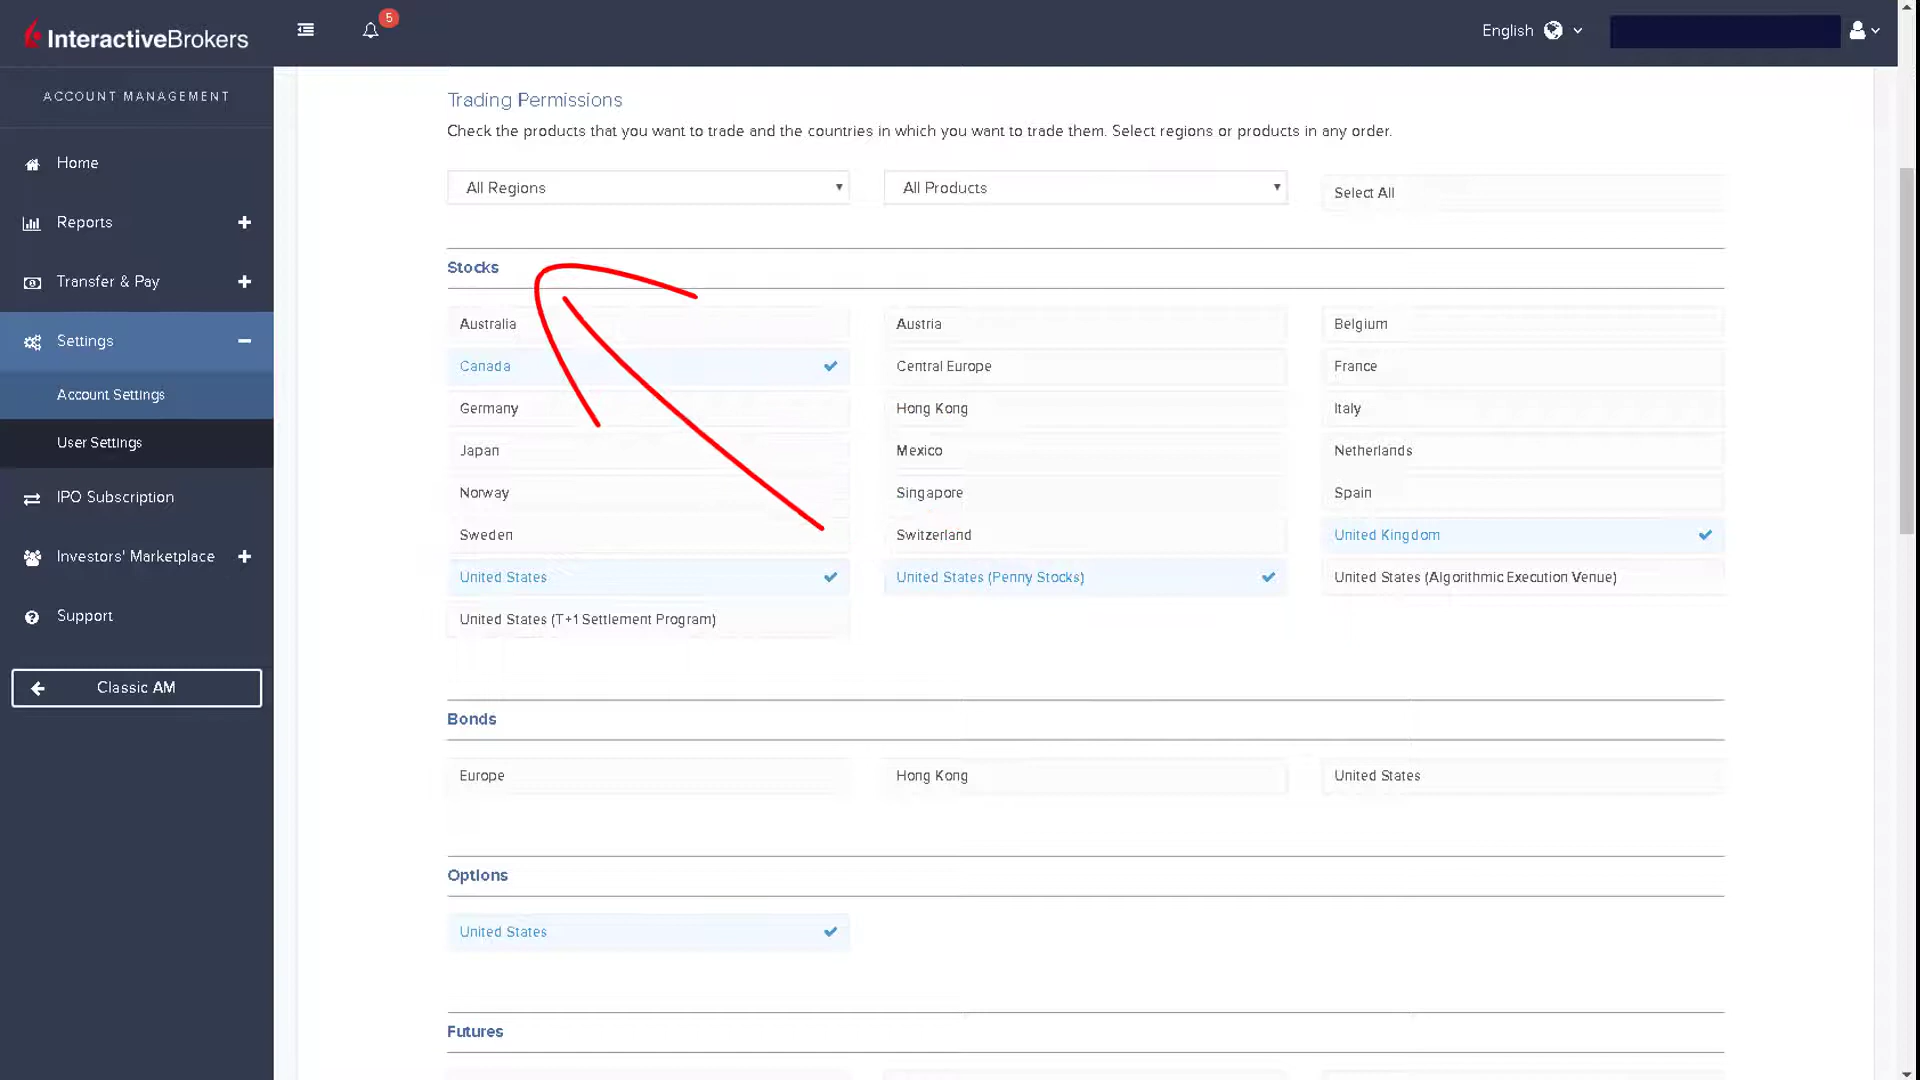 InteractiveBrokers
5
English
ACCOUNT MANAGEMENT
Home
Reports
Transfer & Pay
Settings
Account Settings
User Settings
IPO Subscription
Investors' Marketplace
Support
Classic AM
Trading Permissions
Check the products that you want to trade and the countries in which you want to trade them. Select regions or products in any order.
All Regions
All Products
Select All
Stocks
Australia
Austria
Belgium
Canada
Central Europe
France
Germany
Hong Kong
Italy
Japan
Mexico
Netherlands
Norway
Singapore
Spain
Sweden
Switzerland
United Kingdom
United States
United States (Penny Stocks)
United States (Algorithmic Execution Venue)
United States (T+1 Settlement Program)
Bonds
Europe
Hong Kong
United States
Options
United States
Futures